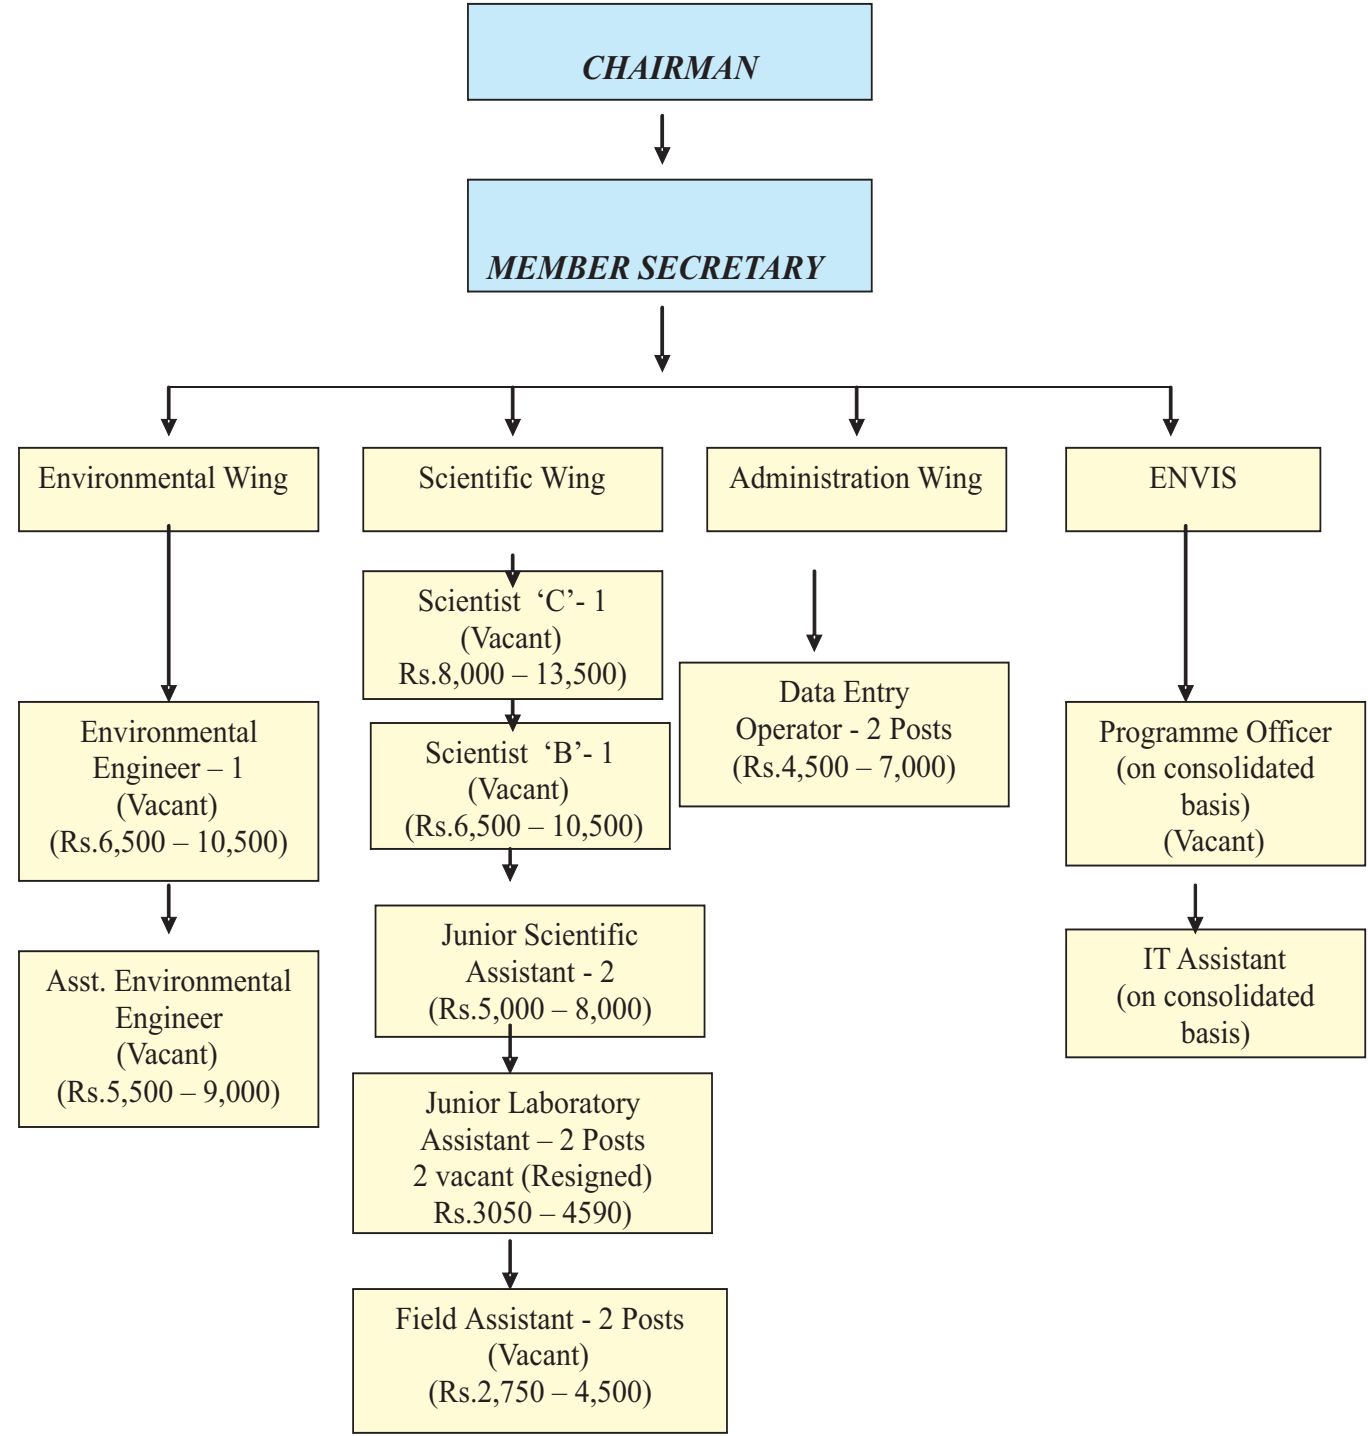 CHAIRMAN
MEMBER SECRETARY
Environmental Wing
Scientific Wing
Administration Wing
ENVIS
Environmental
Engineer – 1
(Vacant)
(Rs.6,500 – 10,500)
Asst. Environmental
Engineer
(Vacant)
(Rs.5,500 – 9,000)
Scientist ‘C’- 1
(Vacant)
Rs.8,000 – 13,500)
Scientist ‘B’- 1
(Vacant)
(Rs.6,500 – 10,500)
Junior Scientific
Assistant - 2
(Rs.5,000 – 8,000)
Junior Laboratory
Assistant – 2 Posts
2 vacant (Resigned)
Rs.3050 – 4590)
Field Assistant - 2 Posts
(Vacant)
(Rs.2,750 – 4,500)
Data Entry
Operator - 2 Posts
(Rs.4,500 – 7,000)
Programme Officer
(on consolidated
basis)
(Vacant)
IT Assistant
(on consolidated
basis)